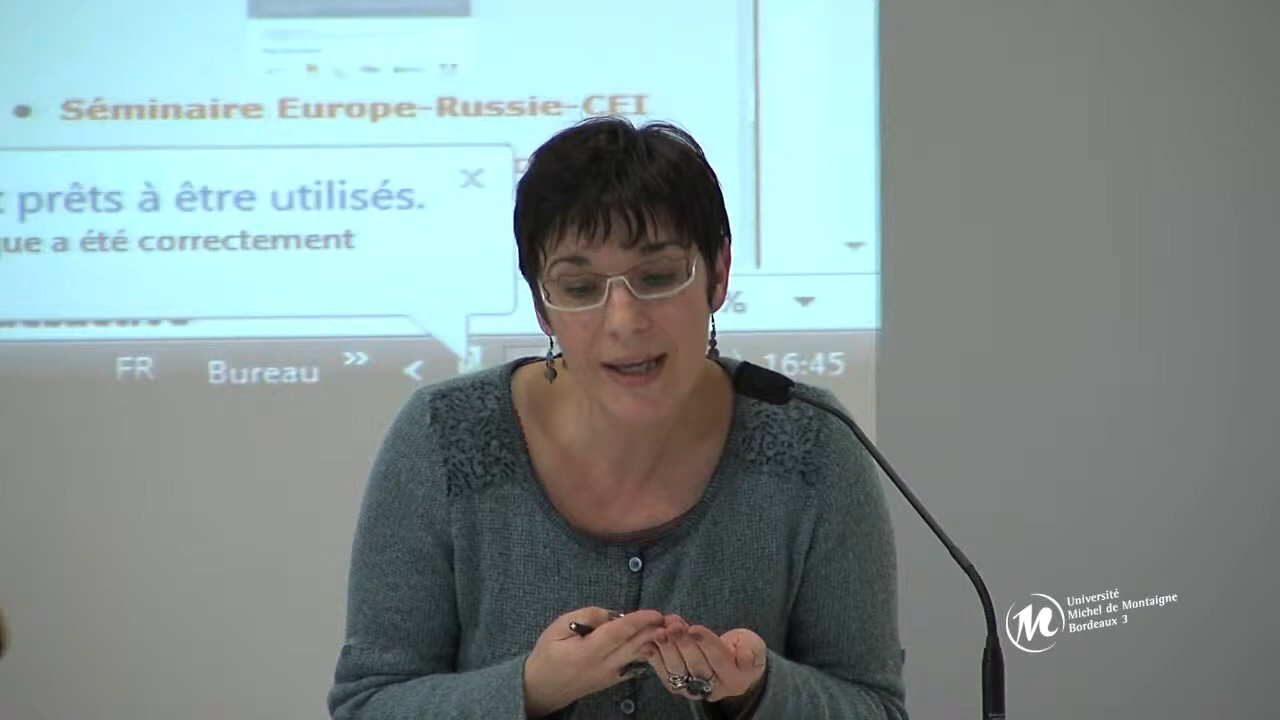 • Séminaire Europe-Russie-CEI
prêts à être utilisés.
a été correctement
%
FR Bureau » < 16:45
M
Université
Michel de Montaigne
Bordeaux 3